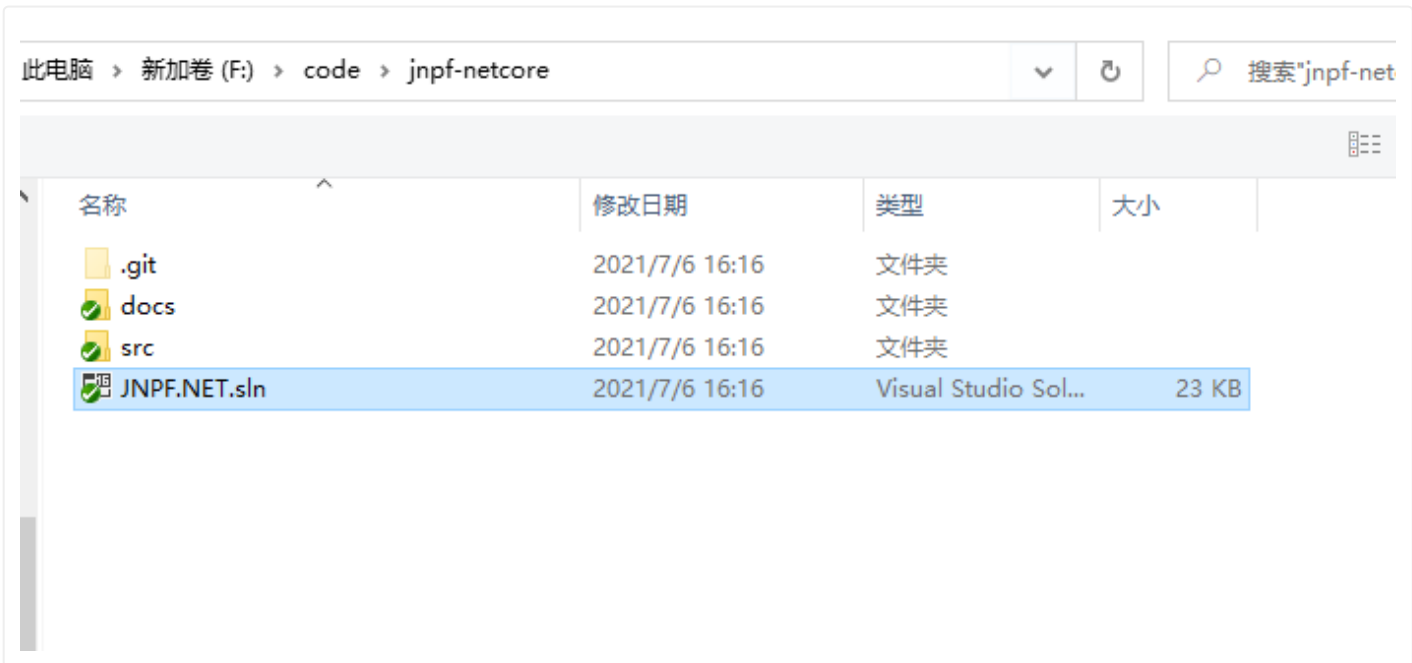 此电脑 › 新加卷 (F:) › code › jnpf-netcore 搜索"jnpf-net
名称 修改日期 类型 大小
.git 2021/7/6 16:16 文件夹
docs 2021/7/6 16:16 文件夹
src 2021/7/6 16:16 文件夹
JNPF.NET.sln 2021/7/6 16:16 Visual Studio Sol... 23 KB